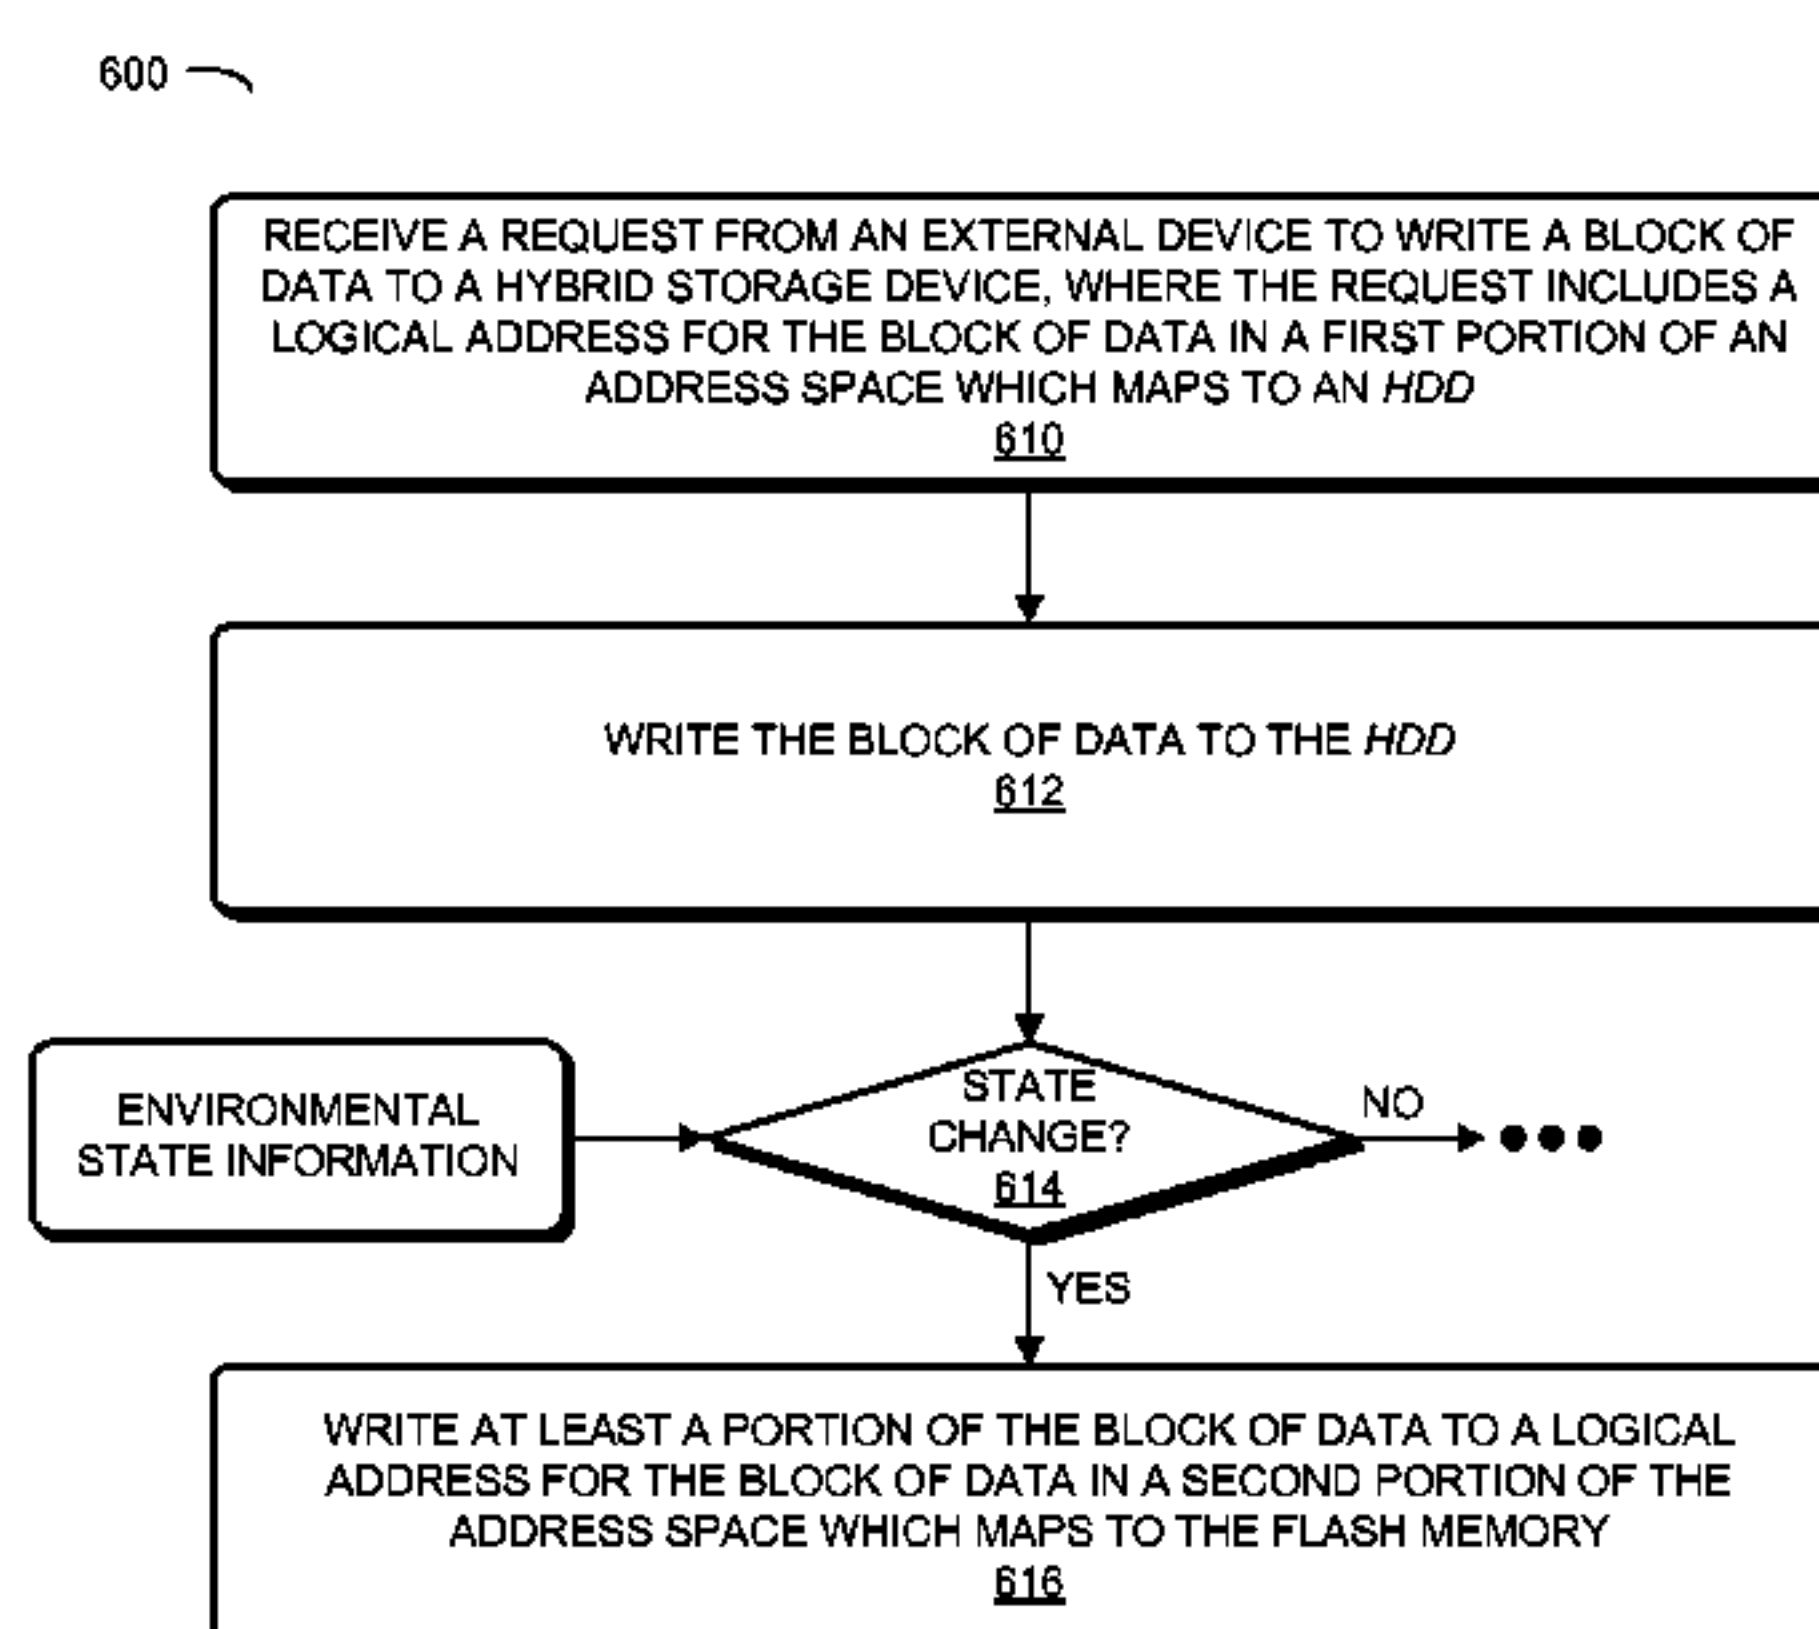 600
RECEIVE A REQUEST FROM AN EXTERNAL DEVICE TO WRITE A BLOCK OF
DATA TO A HYBRID STORAGE DEVICE, WHERE THE REQUEST INCLUDES A
LOGICAL ADDRESS FOR THE BLOCK OF DATA IN A FIRST PORTION OF AN
ADDRESS SPACE WHICH MAPS TO AN HDD
610
WRITE THE BLOCK OF DATA TO THE HDD
612
ENVIRONMENTAL
STATE INFORMATION
STATE
CHANGE?
614
NO
YES
WRITE AT LEAST A PORTION OF THE BLOCK OF DATA TO A LOGICAL
ADDRESS FOR THE BLOCK OF DATA IN A SECOND PORTION OF THE
ADDRESS SPACE WHICH MAPS TO THE FLASH MEMORY
616